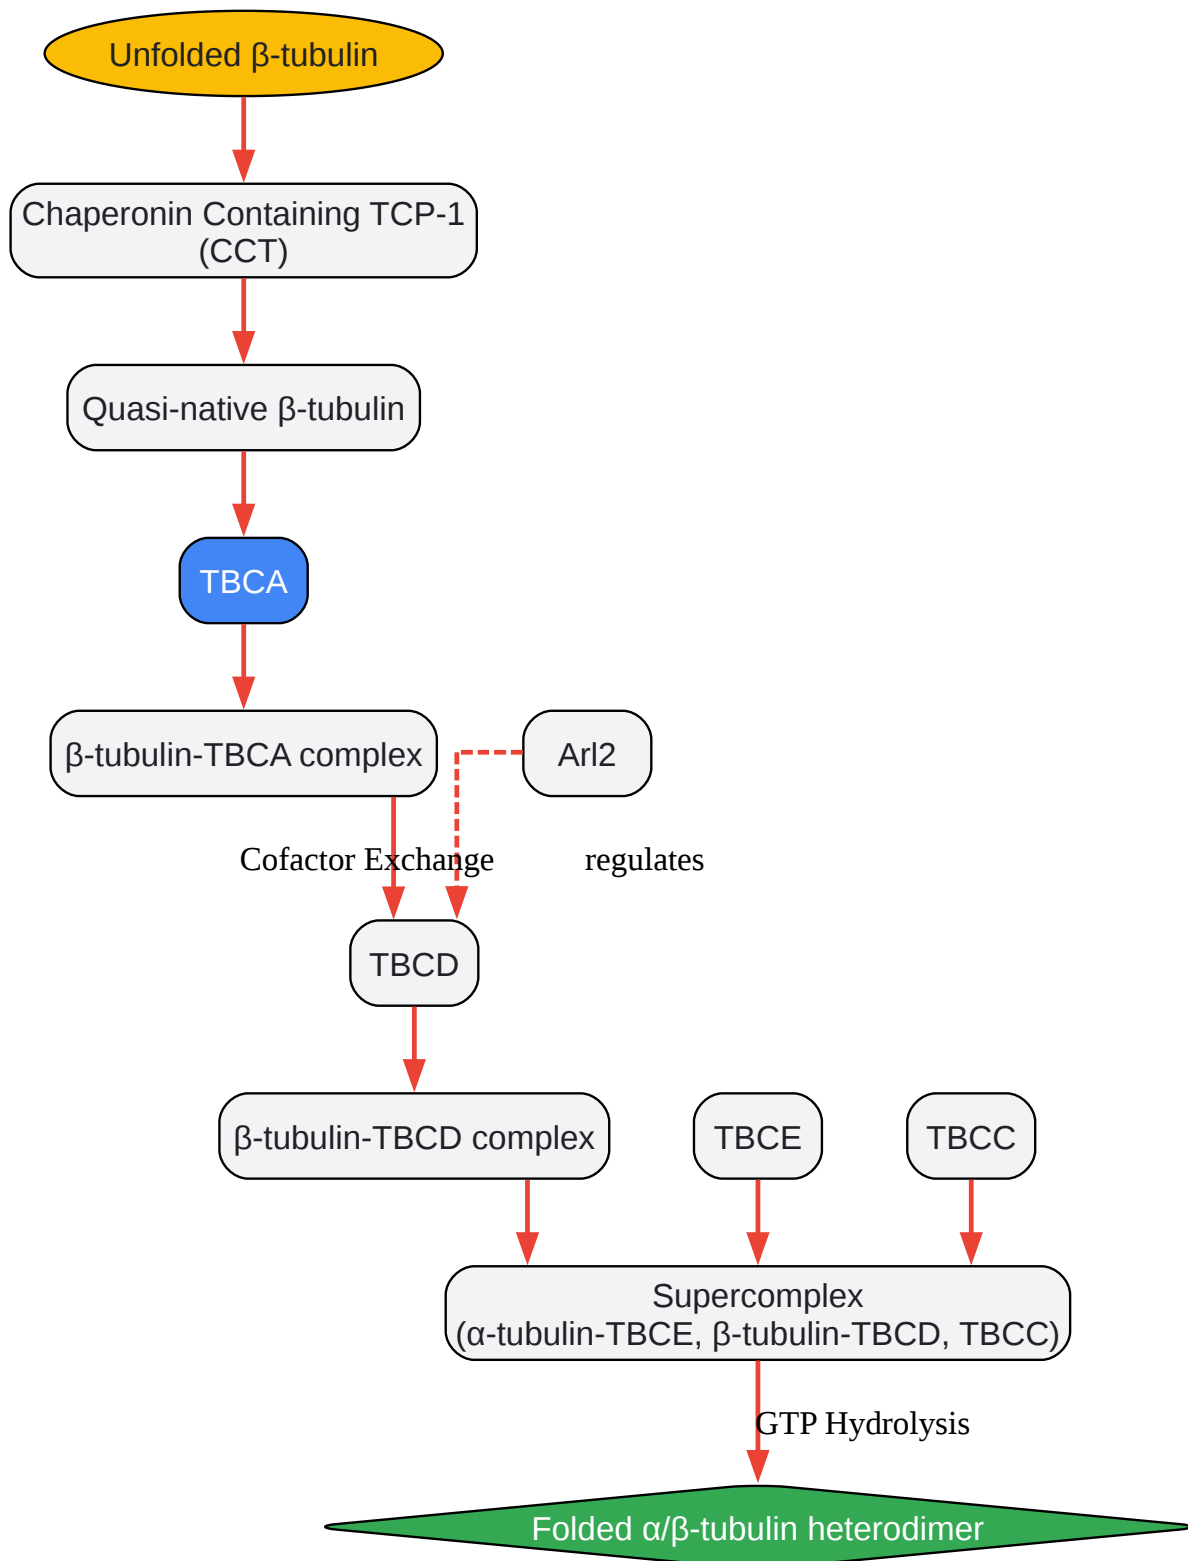 Unfolded β-tubulin
Chaperonin Containing TCP-1
(CCT)
Quasi-native β-tubulin
TBCA
β-tubulin-TBCA complex
Arl2
Cofactor Exchange
regulates
TBCD
β-tubulin-TBCD complex
TBCE
TBCC
Supercomplex
(α-tubulin-TBCE, β-tubulin-TBCD, TBCC)
GTP Hydrolysis
Folded α/β-tubulin heterodimer